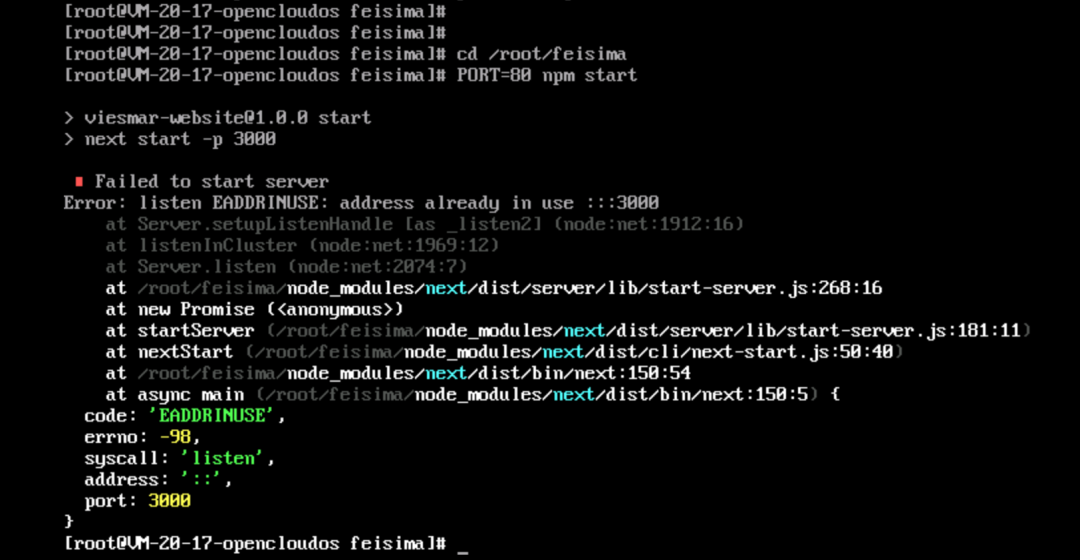 [root@VM-20-17-opencloudos feisima]#
[root@VM-20-17-opencloudos feisima]#
[root@VM-20-17-opencloudos feisima]# cd /root/feisima
[root@VM-20-17-opencloudos feisima]# PORT=80 npm start
> viesmar-website@1.0.0 start
> next start -p 3000
Failed to start server
Error: listen EADDRINUSE: address already in use :::3000
at Server.setupListenHandle [as _listen2] (node:net:1912:16)
at listenInCluster (node:net:1969:12)
at Server.listen (node:net:2074:7)
at /root/feisima/node_modules/next/dist/server/lib/start-server.js:268:16
at new Promise (<anonymous>)
at startServer (/root/feisima/node_modules/next/dist/server/lib/start-server.js:181:11)
at nextStart (/root/feisima/node_modules/next/dist/cli/next-start.js:50:40)
at /root/feisima/node_modules/next/dist/bin/next:150:54
at async main (/root/feisima/node_modules/next/dist/bin/next:150:5) {
code: 'EADDRINUSE',
errno: -98,
syscall: 'listen',
address: '::',
port: 3000
}
[root@VM-20-17-opencloudos feisima]# _